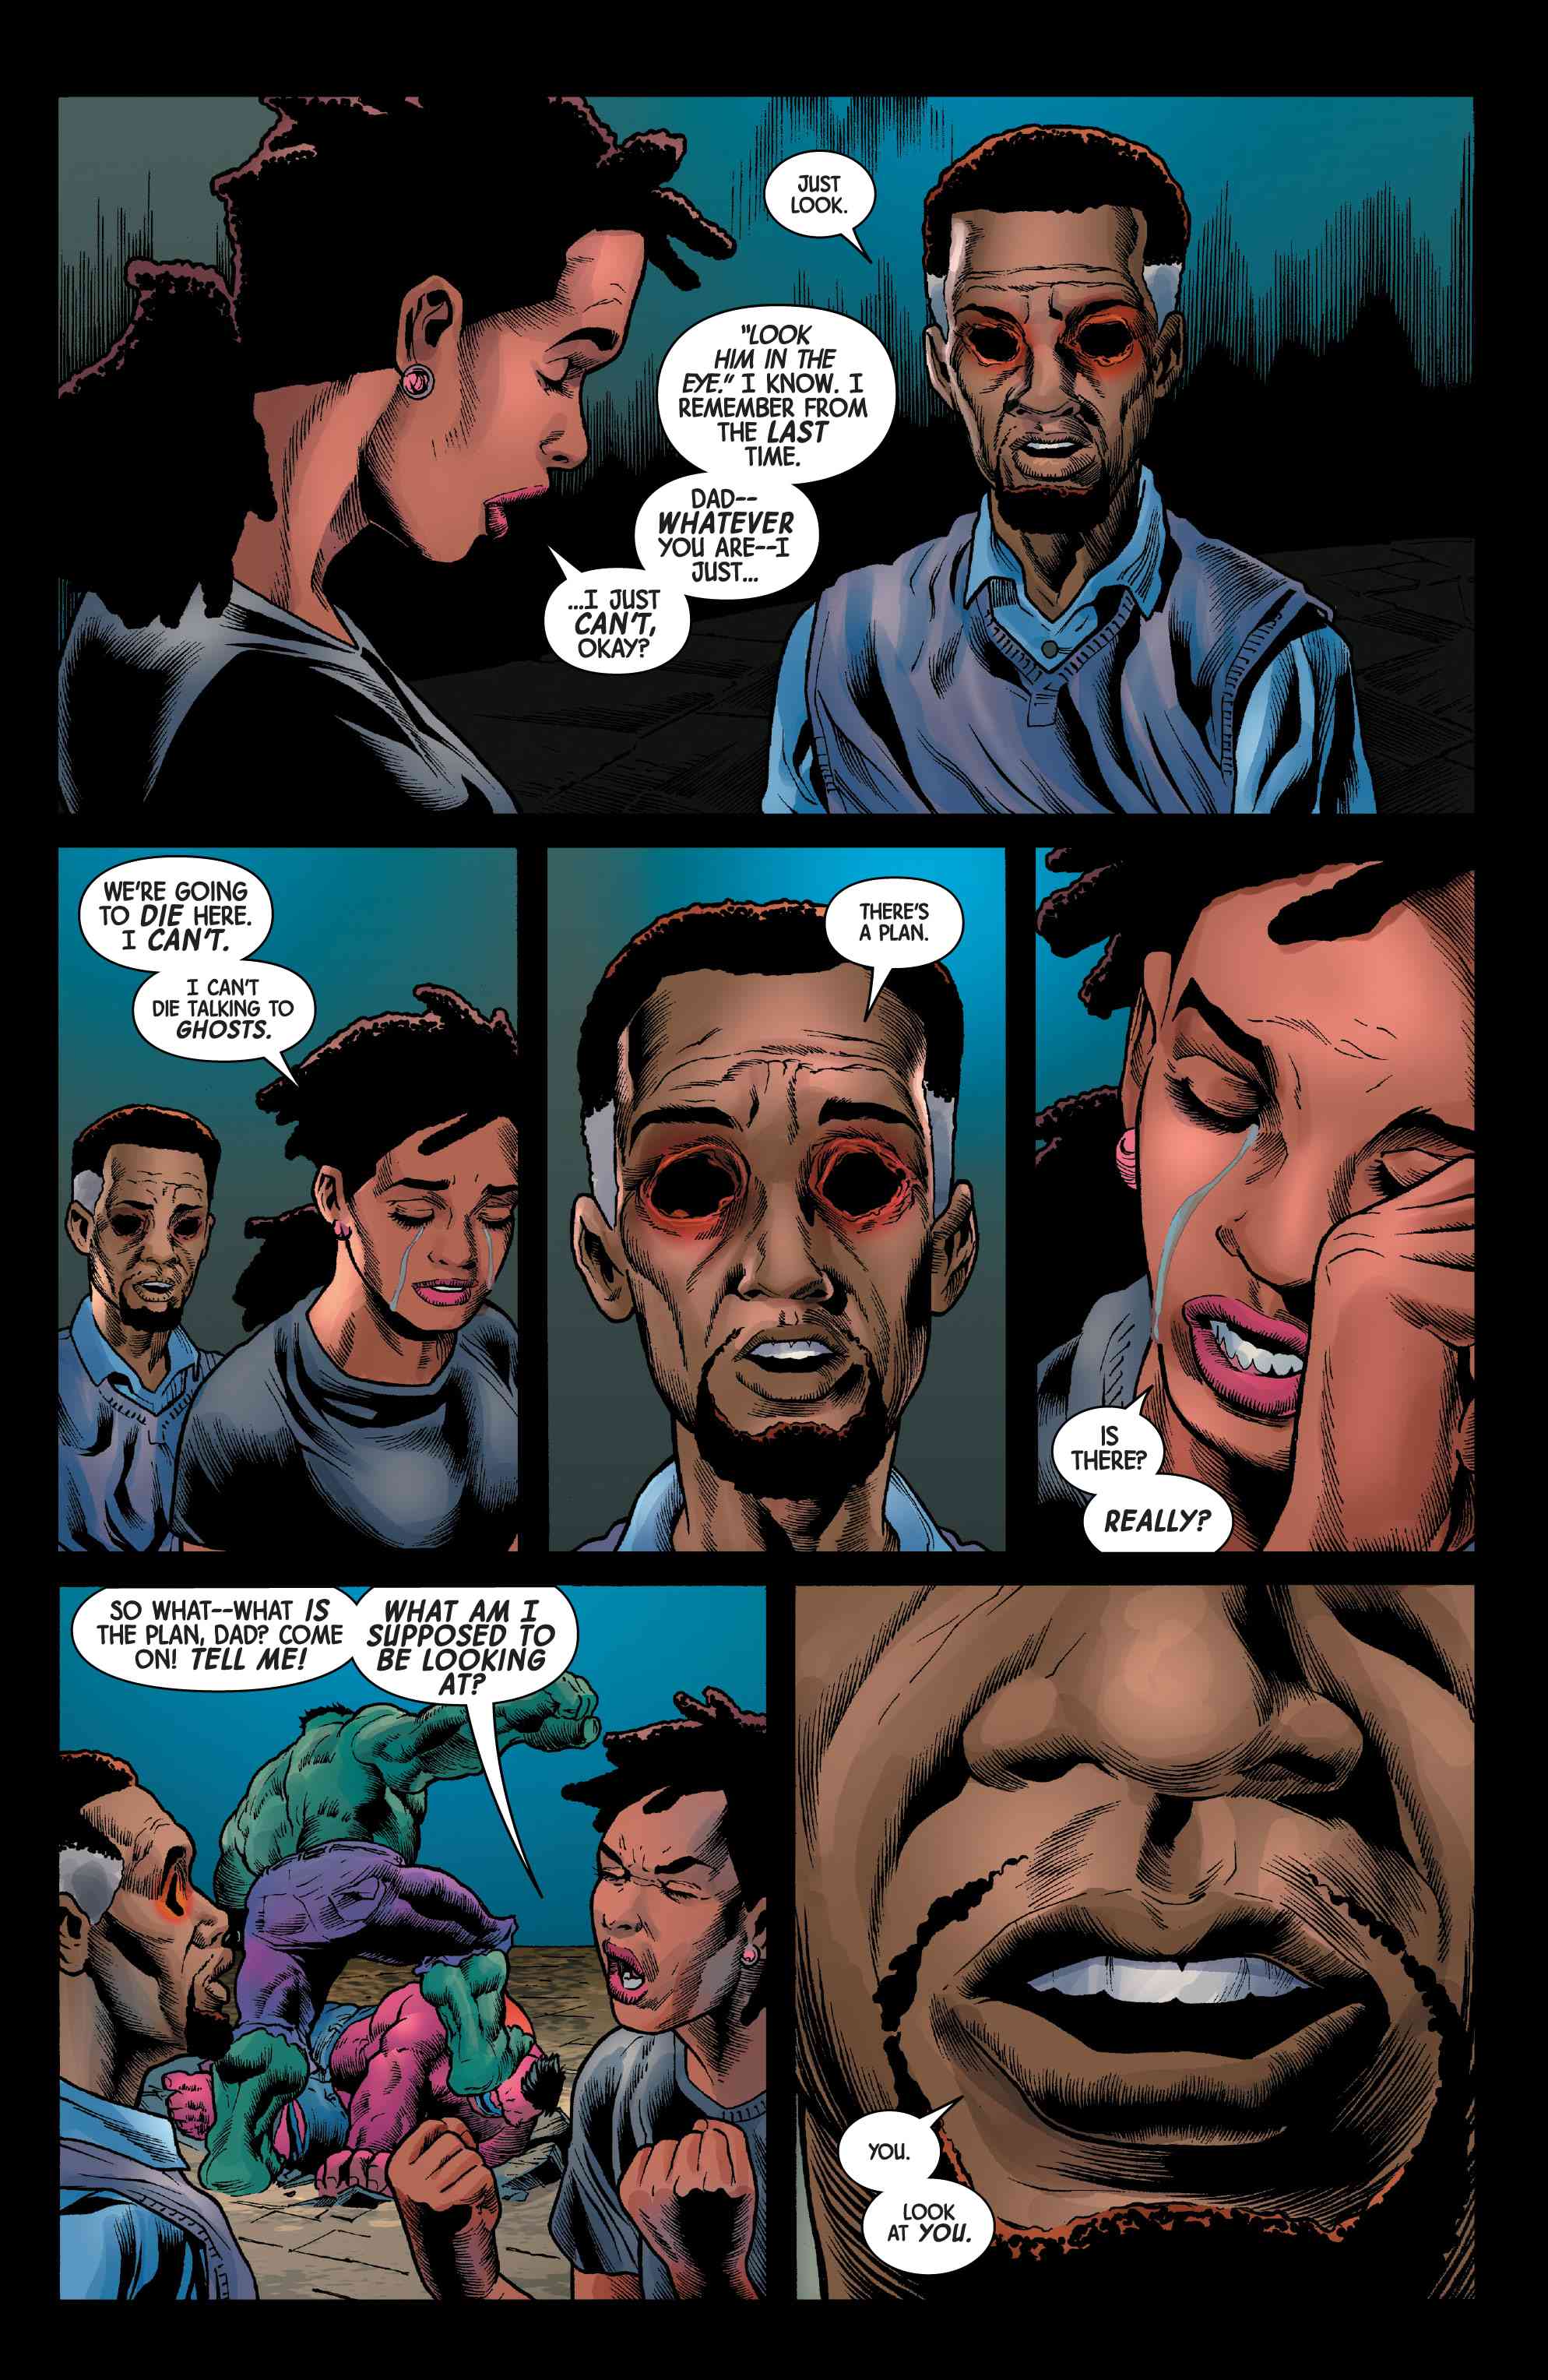 JUST
LOOK.
"LOOK
HIM IN THE
EYE." I KNOW. I
REMEMBER FROM
THE LAST
TIME.
DAD--
WHATEVER
YOU ARE--I
JUST...
...I JUST
CAN'T,
OKAY?
WE'RE GOING
TO DIE HERE.
I CAN'T.
I CAN'T
DIE TALKING TO
GHOSTS.
THERE'S
A PLAN.
IS
THERE?
REALLY?
SO WHAT--WHAT IS
THE PLAN, DAD? COME
ON! TELL ME!
WHAT AM I
SUPPOSED TO
BE LOOKING
AT?
YOU.
LOOK
AT YOU.